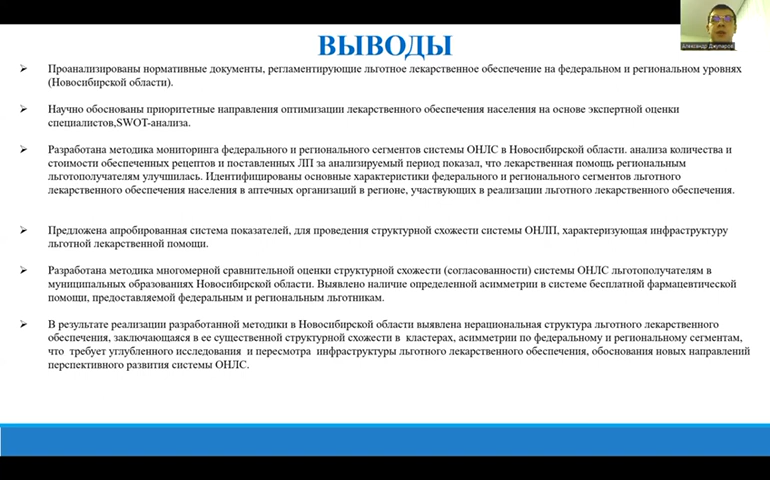 ВЫВОДЫ
Александр Джупаров
➢ Проанализированы нормативные документы, регламентирующие льготное лекарственное обеспечение на федеральном и региональном уровнях
(Новосибирской области).
➢ Научно обоснованы приоритетные направления оптимизации лекарственного обеспечения населения на основе экспертной оценки
специалистов,SWOT-анализа.
➢ Разработана методика мониторинга федерального и регионального сегментов системы ОНЛС в Новосибирской области. анализа количества и
стоимости обеспеченных рецептов и поставленных ЛП за анализируемый период показал, что лекарственная помощь региональным
льготополучателям улучшилась. Идентифицированы основные характеристики федерального и регионального сегментов льготного
лекарственного обеспечения населения в аптечных организаций в регионе, участвующих в реализации льготного лекарственного обеспечения.
➢ Предложена апробированная система показателей, для проведения структурной схожести системы ОНЛП, характеризующая инфраструктуру
льготной лекарственной помощи.
➢ Разработана методика многомерной сравнительной оценки структурной схожести (согласованности) системы ОНЛС льготополучателям в
муниципальных образованиях Новосибирской области. Выявлено наличие определенной асимметрии в системе бесплатной фармацевтической
помощи, предоставляемой федеральным и региональным льготникам.
➢ В результате реализации разработанной методики в Новосибирской области выявлена нерациональная структура льготного лекарственного
обеспечения, заключающаяся в ее существенной структурной схожести в кластерах, асимметрии по федеральному и региональному сегментам,
что требует углубленного исследования и пересмотра инфраструктуры льготного лекарственного обеспечения, обоснования новых направлений
перспективного развития системы ОНЛС.